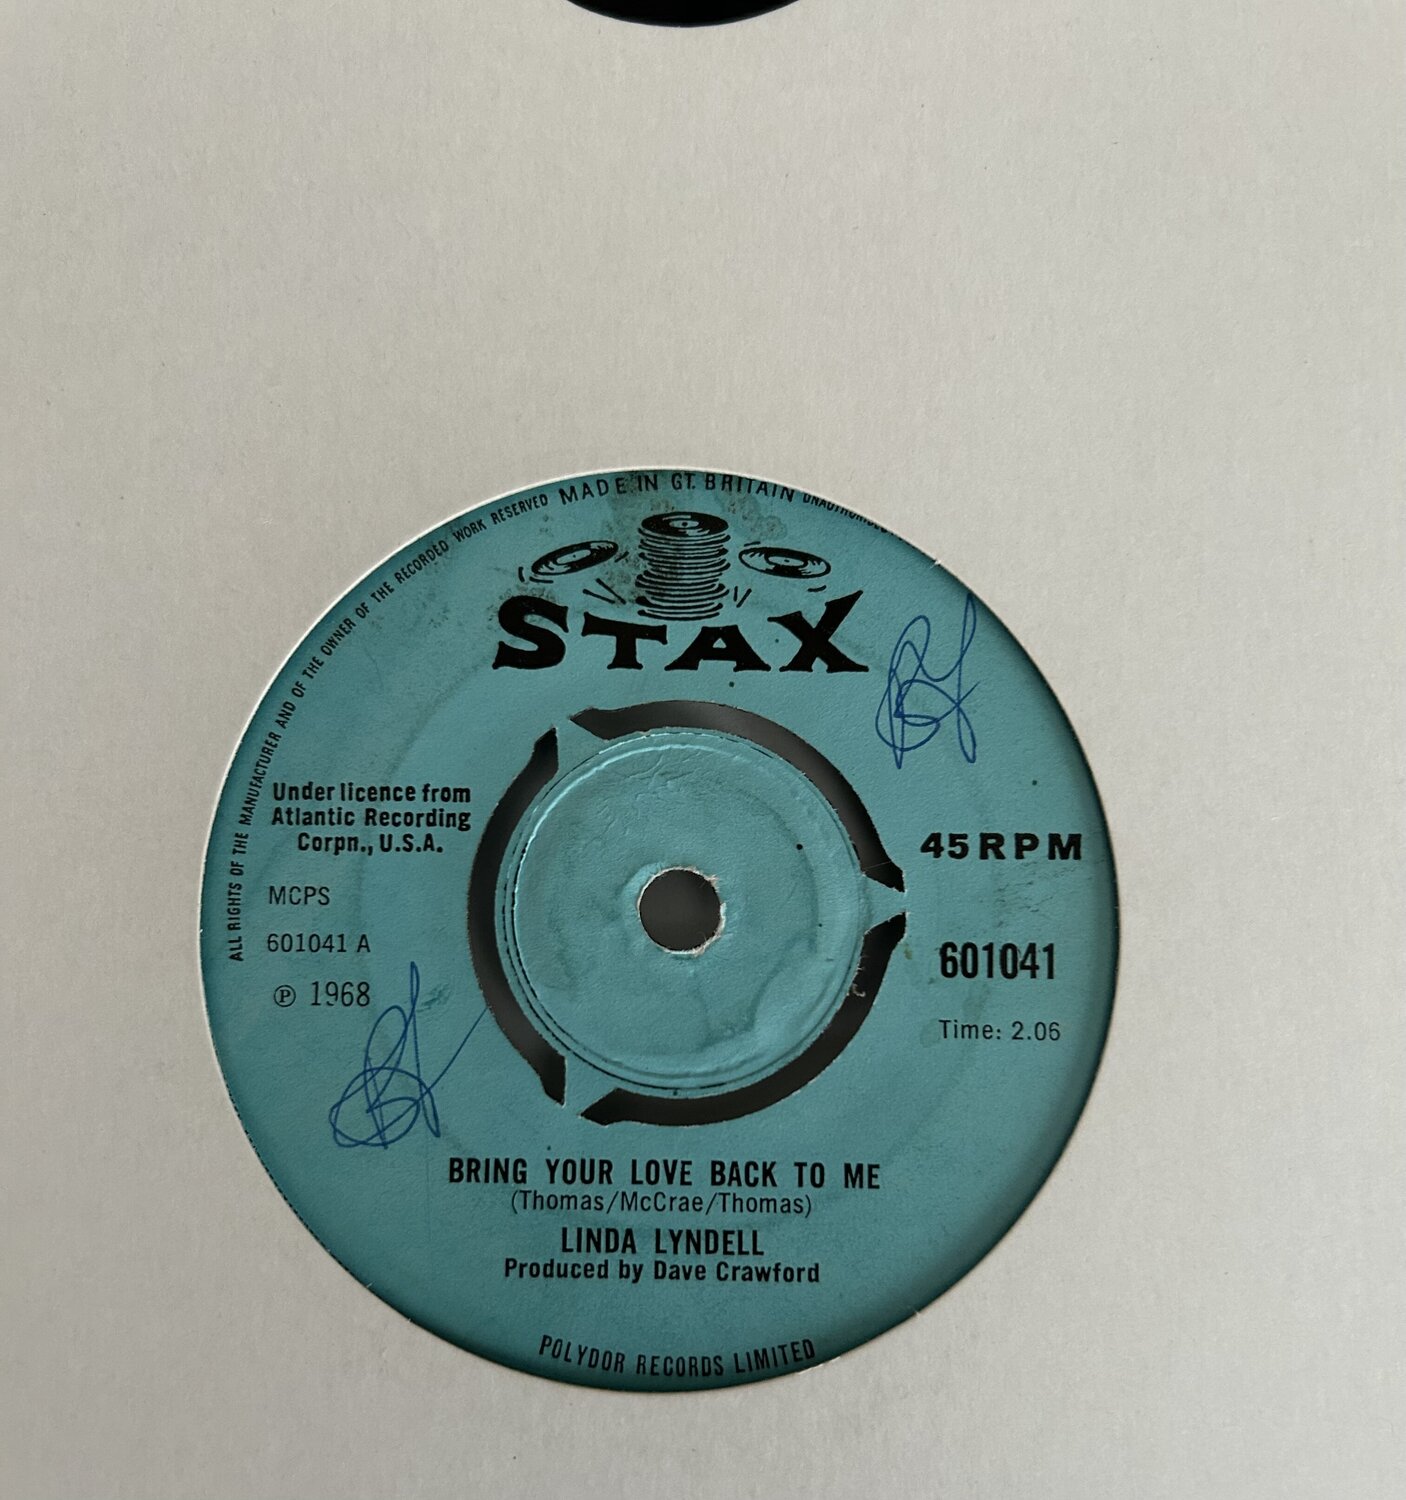 ALL RIGHTS OF THE MANUFACTURER AND OF THE OWNER OF THE RECORDED WORK RESERVED MADE IN GT. BRITAIN
STAX
Under licence from
Atlantic Recording
Corpn., U.S.A.
MCPS
601041 A
℗ 1968
45 RPM
601041
Time: 2.06
BRING YOUR LOVE BACK TO ME
(Thomas/McCrae/Thomas)
LINDA LYNDELL
Produced by Dave Crawford
POLYDOR RECORDS LIMITED